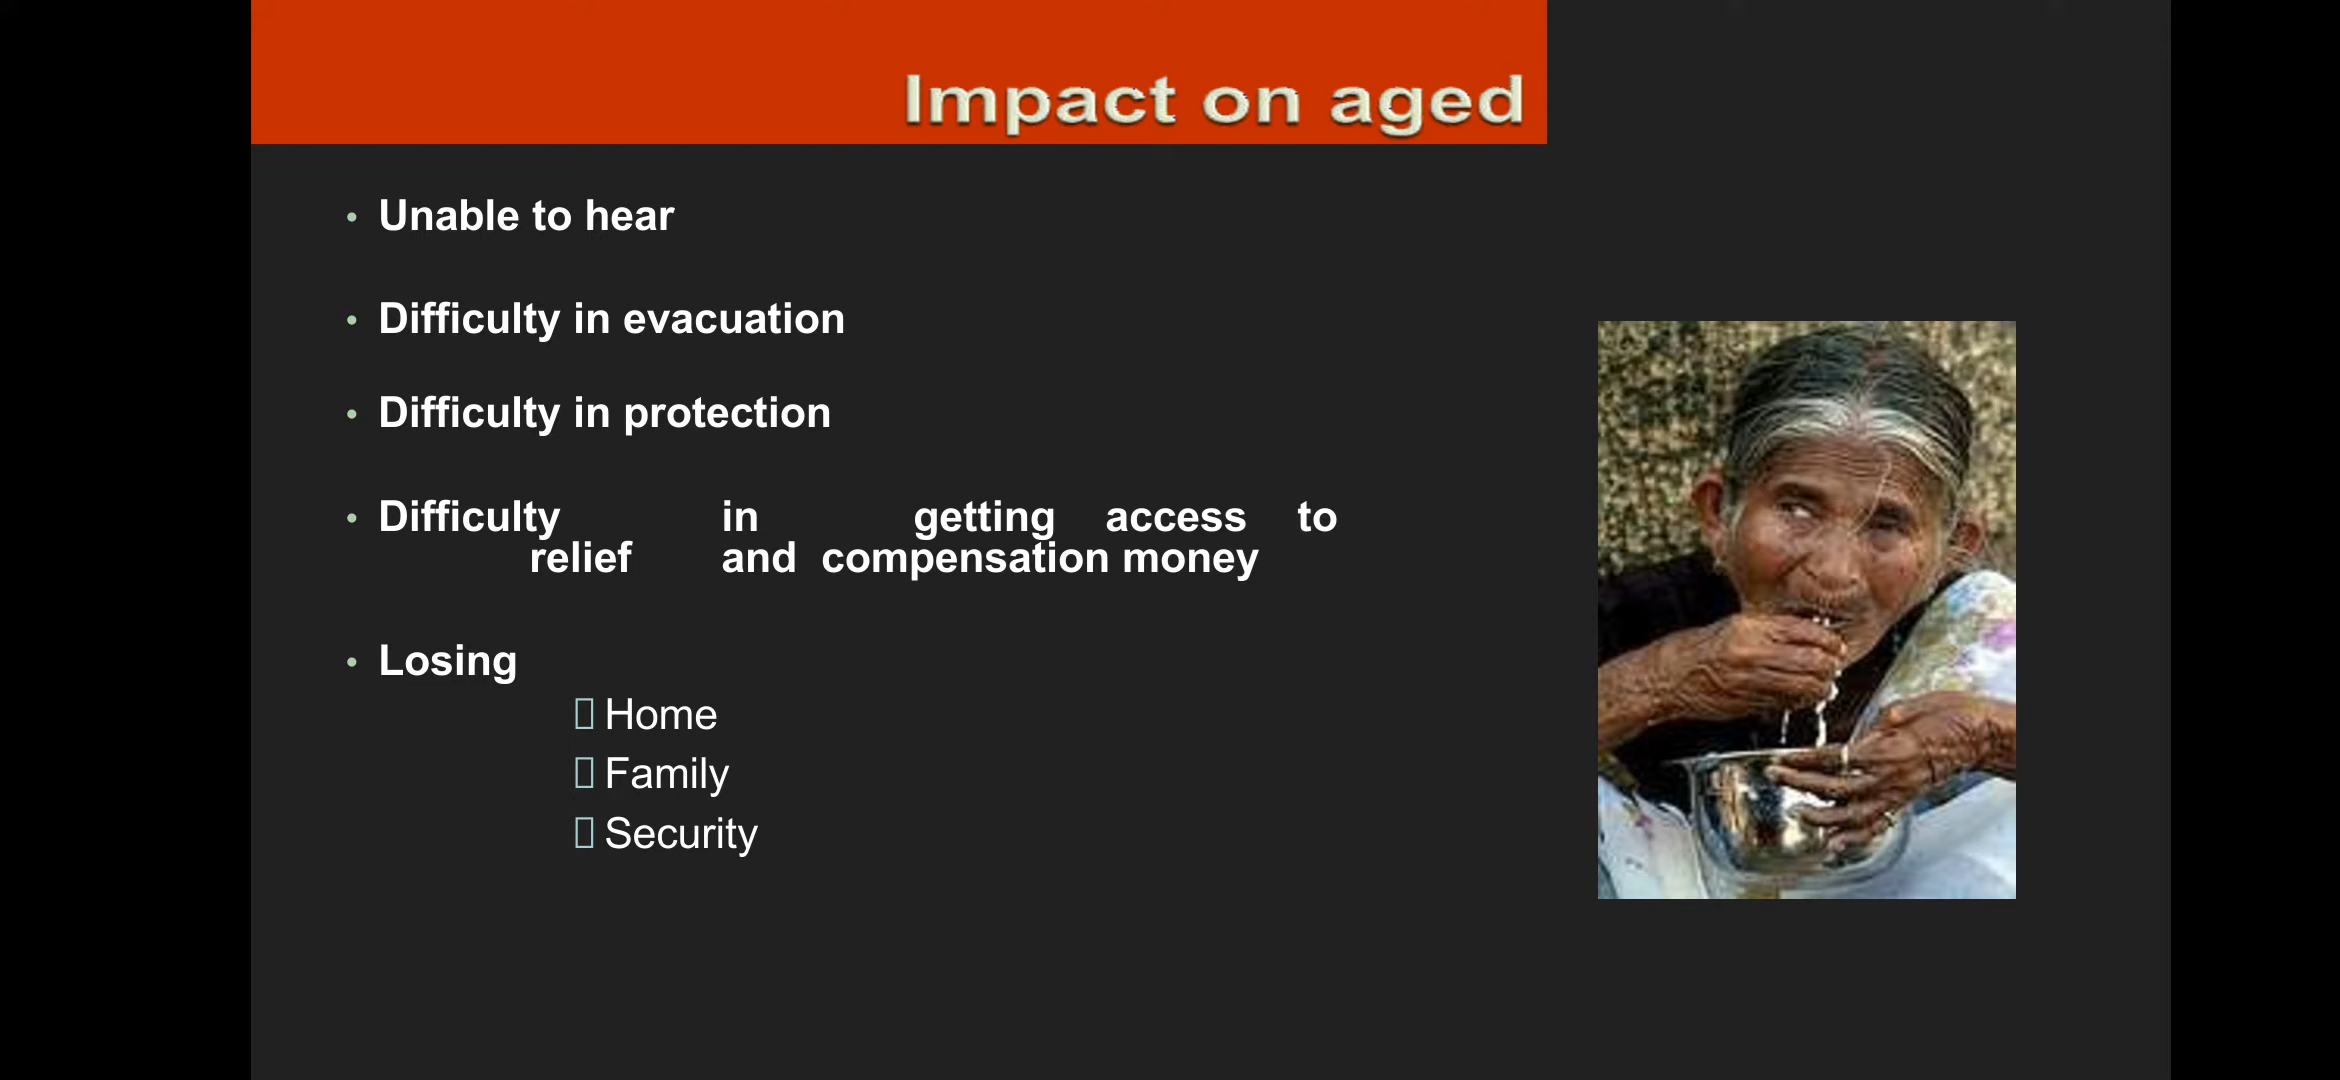 Impact on aged
• Unable to hear
• Difficulty in evacuation
• Difficulty in protection
• Difficulty in getting access to
relief and compensation money
• Losing
Home
Family
Security